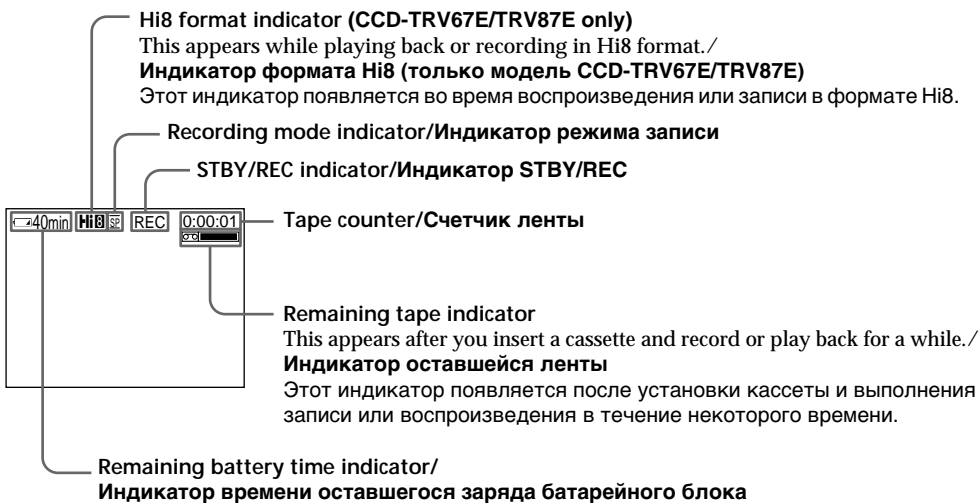 Hi8 format indicator (CCD-TRV67E/TRV87E only)
This appears while playing back or recording in Hi8 format./
Индикатор формата Hi8 (только модель CCD-TRV67E/TRV87E)
Этот индикатор появляется во время воспроизведения или записи в формате Hi8.
Recording mode indicator/Индикатор режима записи
STBY/REC indicator/Индикатор STBY/REC
40min Hi8 SP REC 0:00:01
Tape counter/Счетчик ленты
Remaining tape indicator
This appears after you insert a cassette and record or play back for a while./
Индикатор оставшейся ленты
Этот индикатор появляется после установки кассеты и выполнения
записи или воспроизведения в течение некоторого времени.
Remaining battery time indicator/
Индикатор времени оставшегося заряда батарейного блока